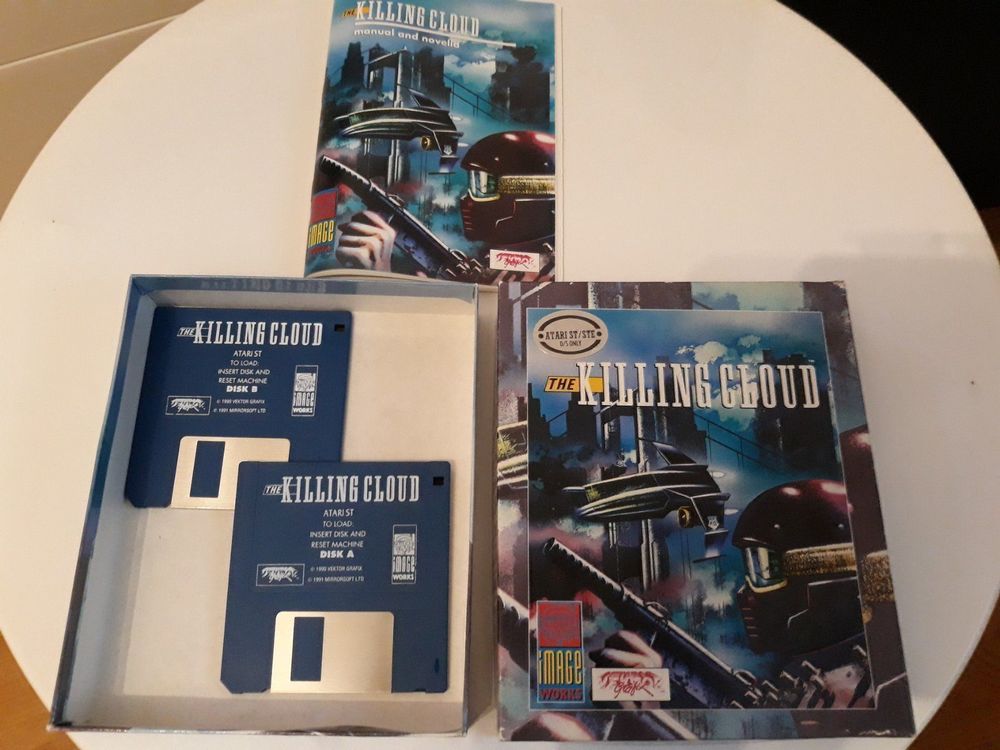 THE KILLING CLOUD
manual and novella
IMAGE
WORKS
THE KILLING CLOUD
ATARI ST
TO LOAD:
INSERT DISK AND
RESET MACHINE
DISK B
© 1990 VEKTOR GRAFIX
© 1991 MIRRORSOFT LTD
IMAGE
WORKS
THE KILLING CLOUD
ATARI ST
TO LOAD:
INSERT DISK AND
RESET MACHINE
DISK A
© 1990 VEKTOR GRAFIX
© 1991 MIRRORSOFT LTD
IMAGE
WORKS
ATARI ST/STE
D/S ONLY
THE KILLING CLOUD
IMAGE
WORKS